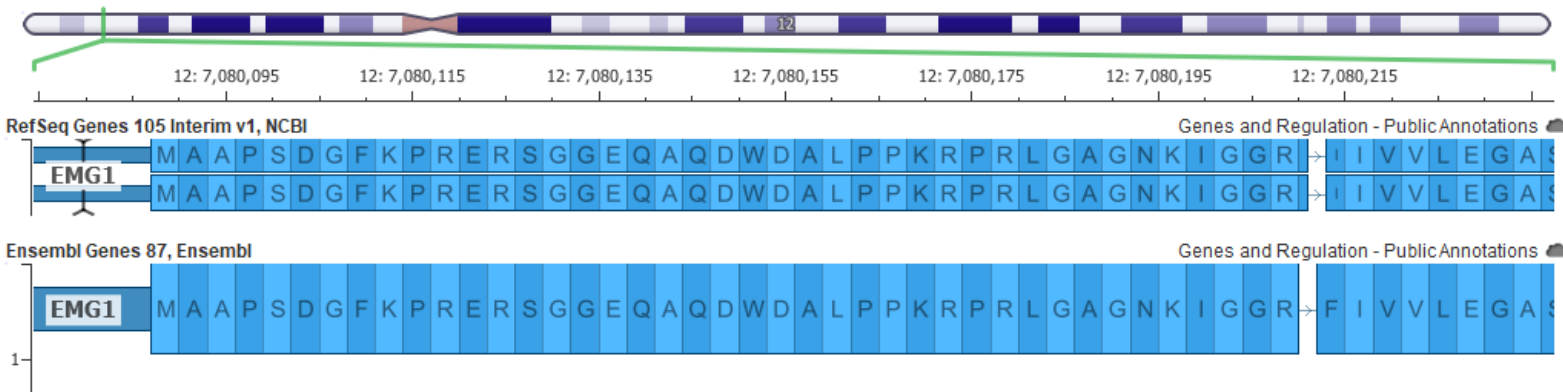 12
12: 7,080,095 12: 7,080,115 12: 7,080,135 12: 7,080,155 12: 7,080,175 12: 7,080,195 12: 7,080,215
RefSeq Genes 105 Interim v1, NCBI Genes and Regulation - Public Annotations
EMG1
M A A P S D G F K P R E R S G G E Q A Q D W D A L P P K R P R L G A G N K I G G R I I V V L E G A S
M A A P S D G F K P R E R S G G E Q A Q D W D A L P P K R P R L G A G N K I G G R I I V V L E G A S
Ensembl Genes 87, Ensembl Genes and Regulation - Public Annotations
EMG1 M A A P S D G F K P R E R S G G E Q A Q D W D A L P P K R P R L G A G N K I G G R F I V V L E G A S
1